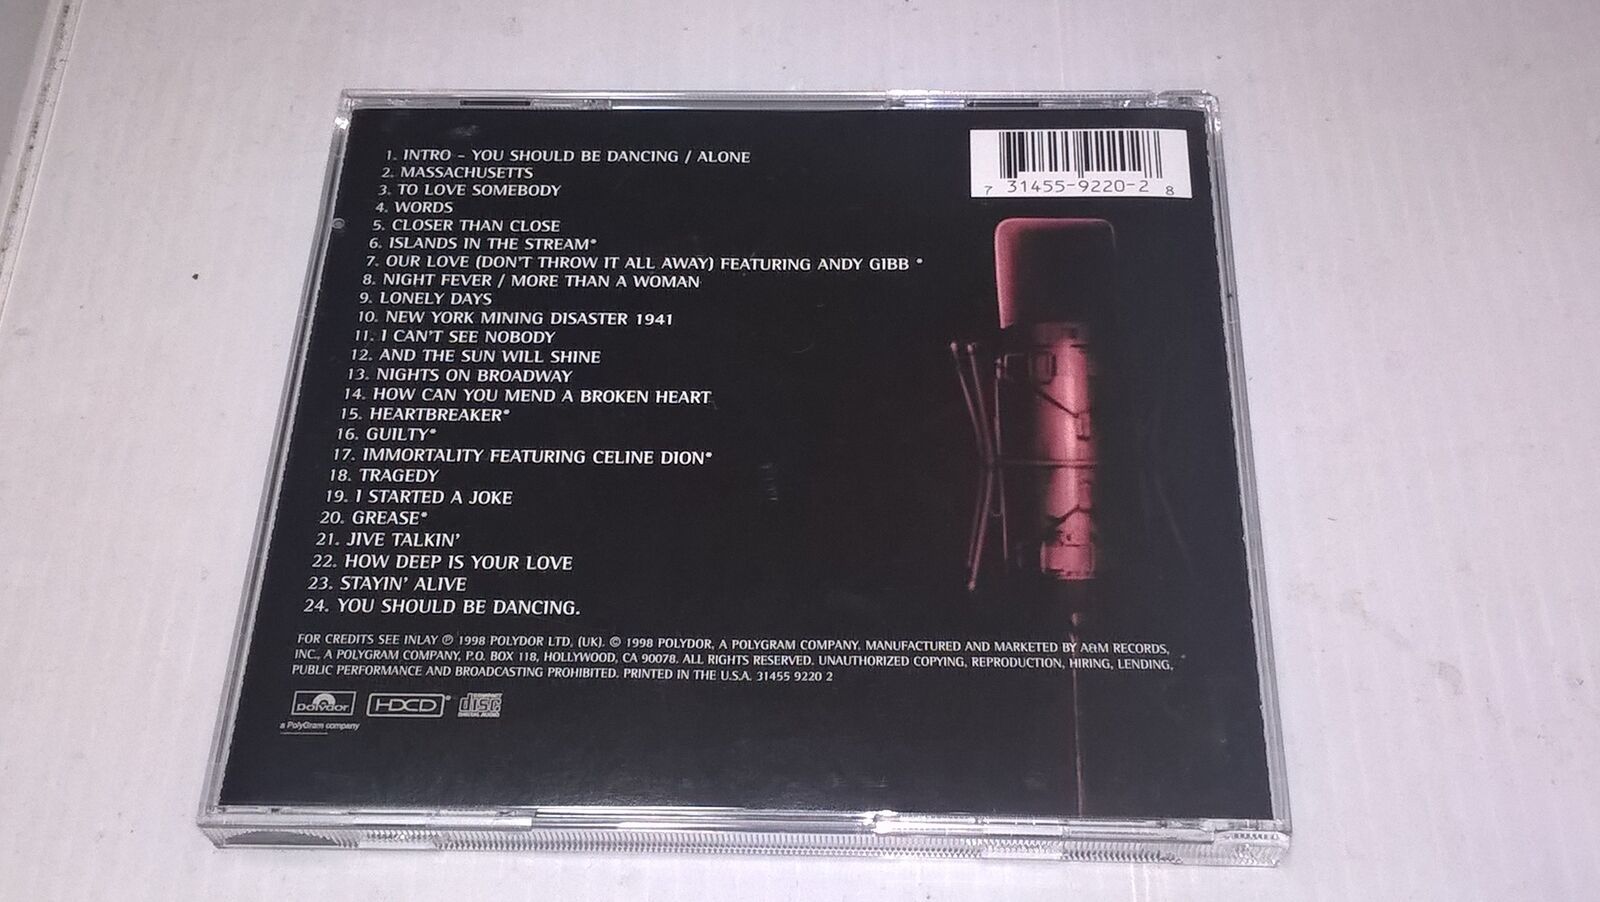 1. INTRO - YOU SHOULD BE DANCING / ALONE
2. MASSACHUSETTS
3. TO LOVE SOMEBODY
4. WORDS
5. CLOSER THAN CLOSE
6. ISLANDS IN THE STREAM*
7. OUR LOVE (DON'T THROW IT ALL AWAY) FEATURING ANDY GIBB *
8. NIGHT FEVER / MORE THAN A WOMAN
9. LONELY DAYS
10. NEW YORK MINING DISASTER 1941
11. I CAN'T SEE NOBODY
12. AND THE SUN WILL SHINE
13. NIGHTS ON BROADWAY
14. HOW CAN YOU MEND A BROKEN HEART
15. HEARTBREAKER*
16. GUILTY*
17. IMMORTALITY FEATURING CELINE DION*
18. TRAGEDY
19. I STARTED A JOKE
20. GREASE*
21. JIVE TALKIN'
22. HOW DEEP IS YOUR LOVE
23. STAYIN' ALIVE
24. YOU SHOULD BE DANCING.
7 31455-9220-2 8
FOR CREDITS SEE INLAY ℗ 1998 POLYDOR LTD, (UK). © 1998 POLYDOR, A POLYGRAM COMPANY. MANUFACTURED AND MARKETED BY A&M RECORDS,
INC., A POLYGRAM COMPANY, P.O. BOX 118, HOLLYWOOD, CA 90078. ALL RIGHTS RESERVED. UNAUTHORIZED COPYING, REPRODUCTION, HIRING, LENDING,
PUBLIC PERFORMANCE AND BROADCASTING PROHIBITED. PRINTED IN THE U.S.A. 31455 9220 2
polydor HDCD® COMPACT disc DIGITAL AUDIO
a PolyGram company